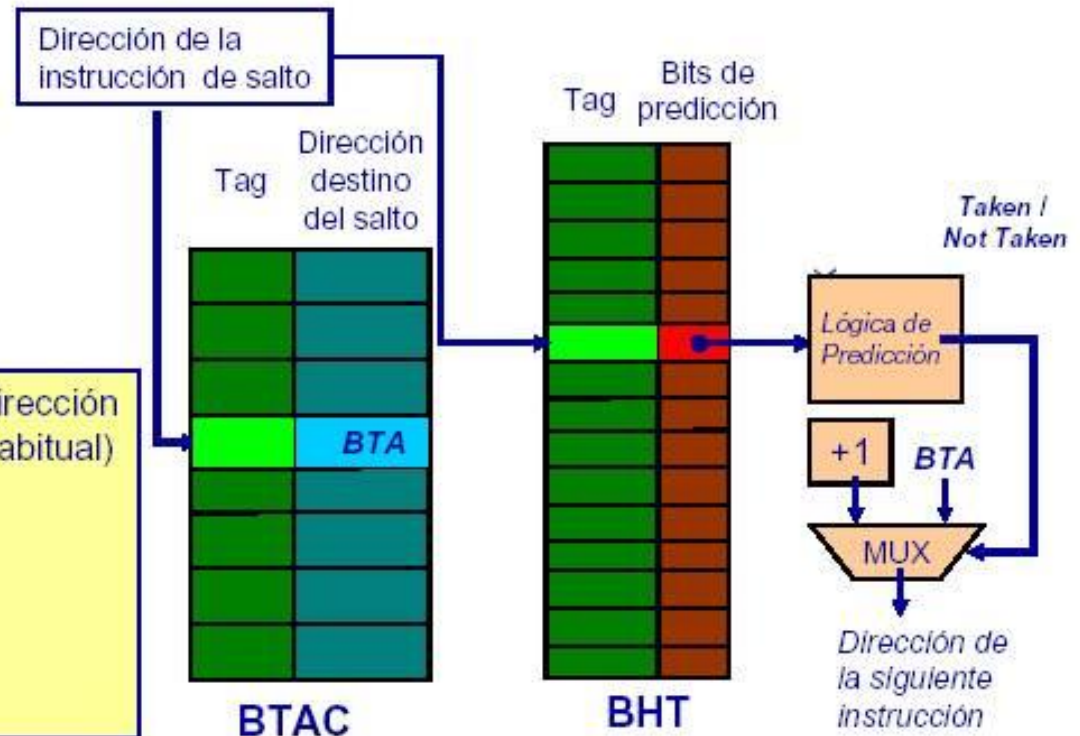 Dirección de la
instrucción de salto
Tag
Dirección
destino
del salto
Tag
Bits de
predicción
Taken /
Not Taken
Lógica de
Predicción
+1
BTA
MUX
Dirección de
la siguiente
instrucción
BTA
BTAC
BHT